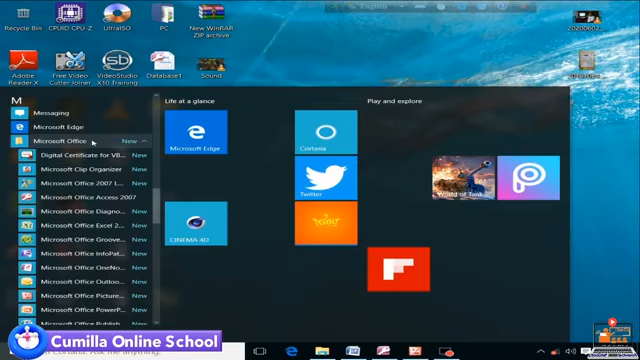 English
Recycle Bin
CPUID CPU-Z
UltraISO
PC
New WinRAR
ZIP archive
Adobe
Reader X
Free Video
Cutter Joiner
VideoStudio
X10 Training
Database1
Sound
M
Messaging
Microsoft Edge
Microsoft Office New
Digital Certificate for VB... New
Microsoft Clip Organizer New
Microsoft Office 2007 L... New
Microsoft Office Access 2007
Microsoft Office Diagno... New
Microsoft Office Excel 2... New
Microsoft Office Groove... New
Microsoft Office InfoPat... New
Microsoft Office OneNo... New
Microsoft Office Outloo... New
Microsoft Office Picture... New
Microsoft Office PowerP... New
Microsoft Office Publish... New
Life at a glance
Play and explore
Microsoft Edge
Cortana
Twitter
World of Tank
CINEMA 4D
King
Cumilla Online School